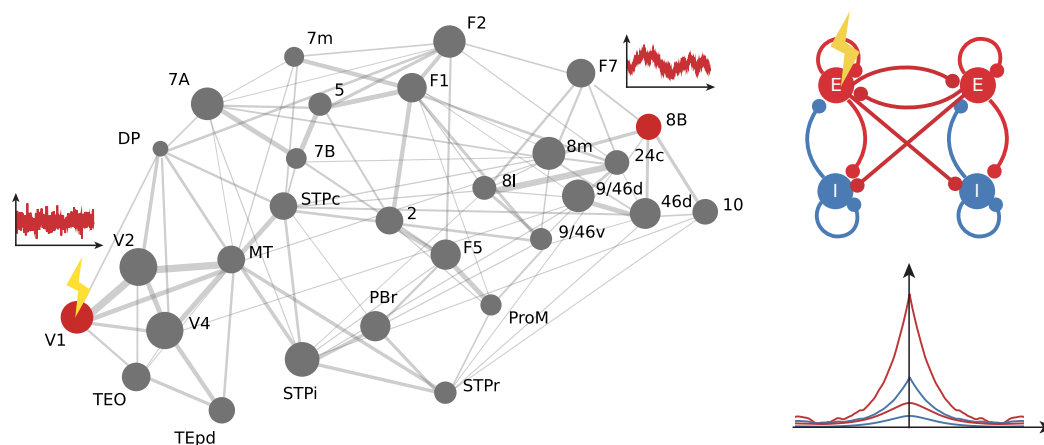 F2
7m
F7
7A
5
F1
8B
DP
7B
8m
24c
8l
9/46d
STPc
2
46d
10
V2
MT
9/46v
F5
PBr
V1
V4
ProM
TEO
STPi
STPr
TEpd
E
E
I
I